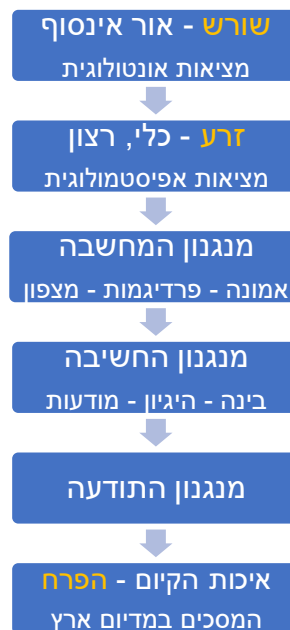 שורש - אור אינסוף
מציאות אונטולוגית
זרע - כלי, רצון
מציאות אפיסטמולוגית
מנגנון המחשבה
אמונה - פרדיגמות - מצפון
מנגנון החשיבה
בינה - היגיון - מודעות
מנגנון התודעה
איכות הקיום - הפרח
המסכים במדיום ארץ